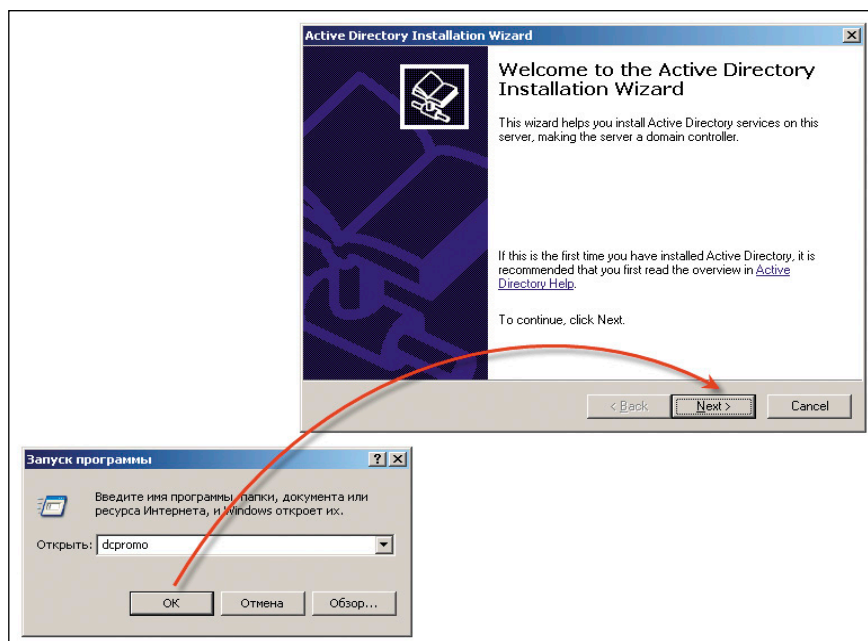 Active Directory Installation Wizard
Welcome to the Active Directory
Installation Wizard
This wizard helps you install Active Directory services on this
server, making the server a domain controller.
If this is the first time you have installed Active Directory, it is
recommended that you first read the overview in Active
Directory Help.
To continue, click Next.
< Back
Next >
Cancel
Запуск программы
Введите имя программы, папки, документа или
ресурса Интернета, и Windows откроет их.
Открыть: dcpromo
OK
Отмена
Обзор...